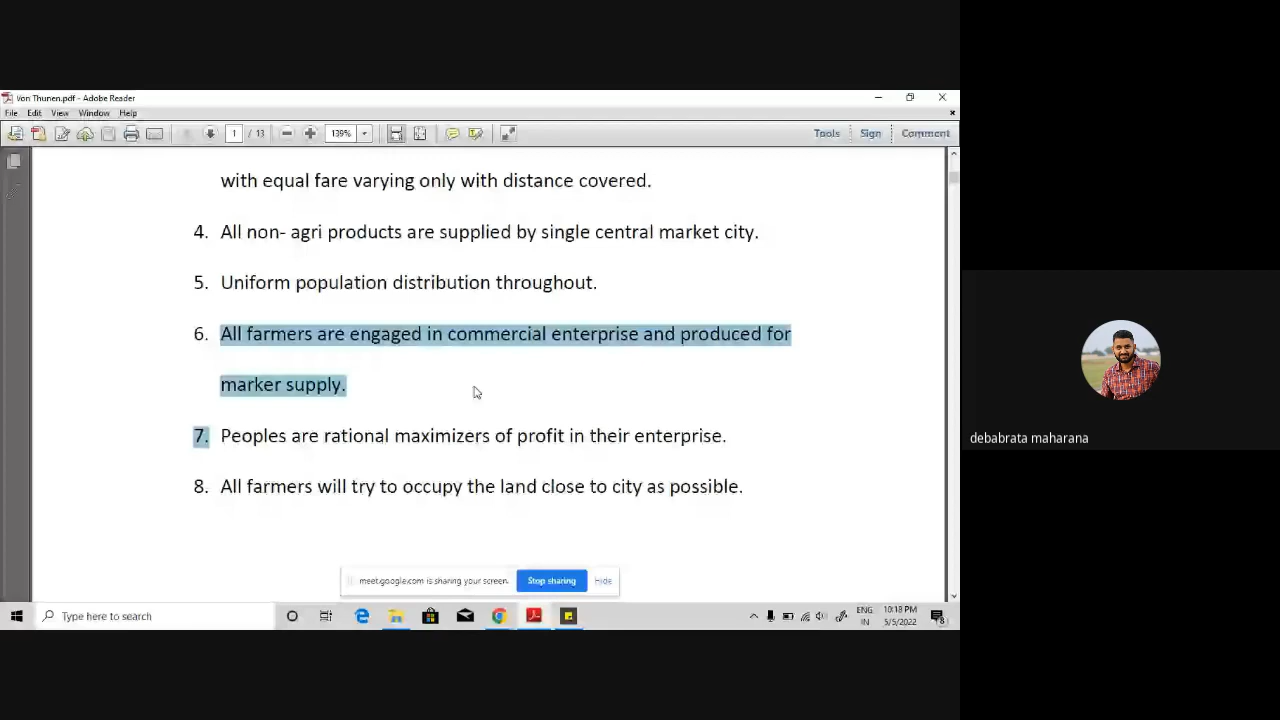 Von Thunen.pdf - Adobe Reader
File Edit View Window Help
1 / 13 139% Tools Sign Comment
with equal fare varying only with distance covered.
4. All non- agri products are supplied by single central market city.
5. Uniform population distribution throughout.
6. All farmers are engaged in commercial enterprise and produced for
marker supply.
7. Peoples are rational maximizers of profit in their enterprise.
8. All farmers will try to occupy the land close to city as possible.
debabrata maharana
meet.google.com is sharing your screen. Stop sharing Hide
Type here to search
ENG 10:18 PM
IN 5/5/2022 8